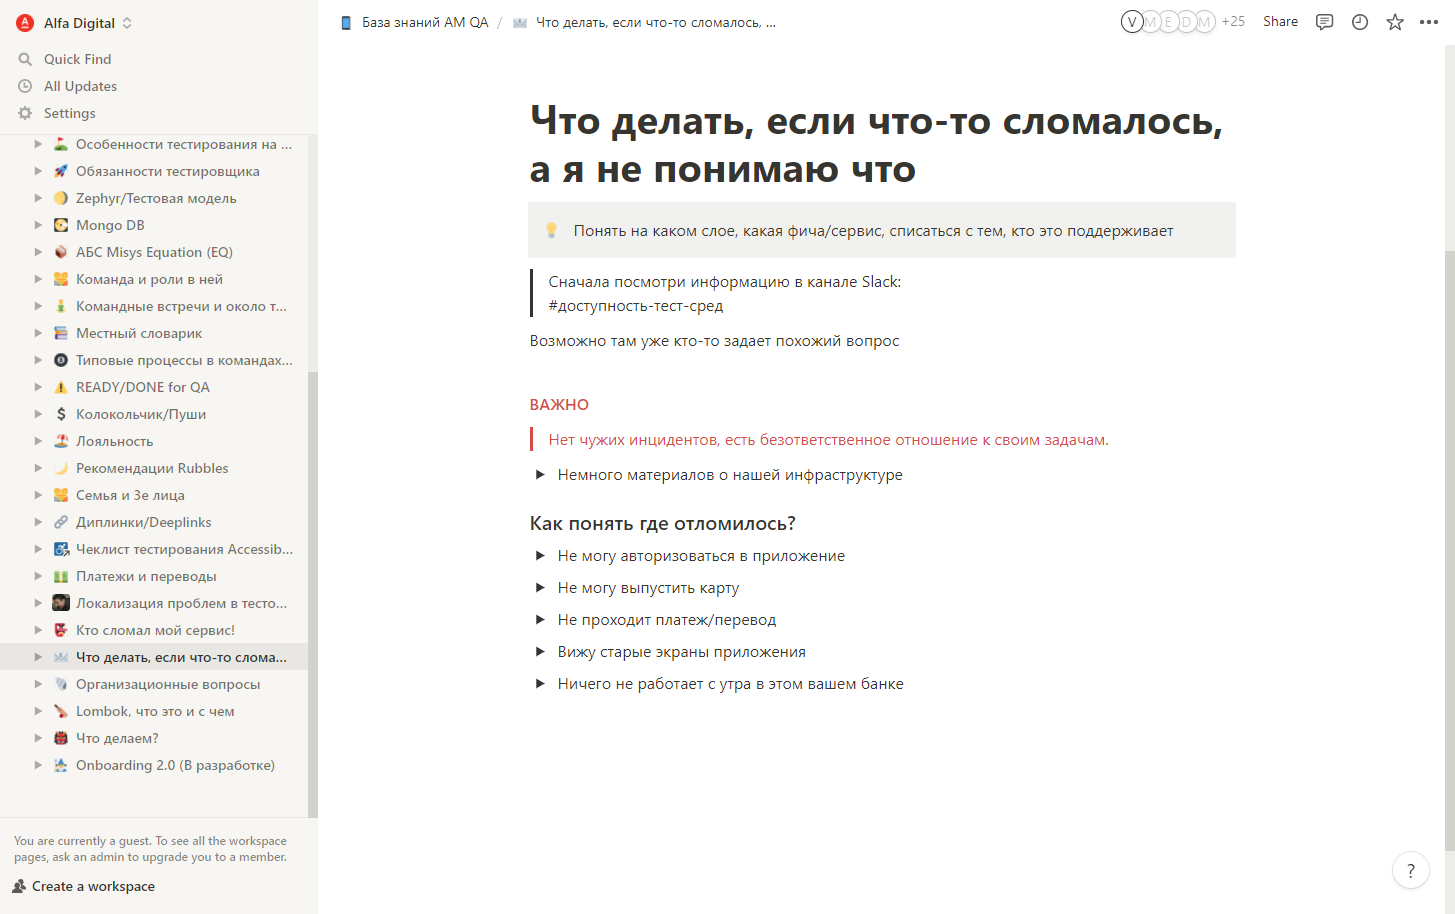 Alfa Digital
Quick Find
All Updates
Settings
Особенности тестирования на ...
Обязанности тестировщика
Zephyr/Тестовая модель
Mongo DB
АБС Misys Equation (EQ)
Команда и роли в ней
Командные встречи и около т...
Местный словарик
Типовые процессы в командах...
READY/DONE for QA
Колокольчик/Пуши
Лояльность
Рекомендации Rubbles
Семья и 3е лица
Диплинки/Deeplinks
Чеклист тестирования Accessib...
Платежи и переводы
Локализация проблем в тесто...
Кто сломал мой сервис!
Что делать, если что-то слома...
Организационные вопросы
Lombok, что это и с чем
Что делаем?
Onboarding 2.0 (В разработке)
You are currently a guest. To see all the workspace
pages, ask an admin to upgrade you to a member.
Create a workspace
База знаний AM QA / Что делать, если что-то сломалось, ...
V M E D M +25 Share
Что делать, если что-то сломалось,
а я не понимаю что
Понять на каком слое, какая фича/сервис, списаться с тем, кто это поддерживает
Сначала посмотри информацию в канале Slack:
#доступность-тест-сред
Возможно там уже кто-то задает похожий вопрос
ВАЖНО
Нет чужих инцидентов, есть безответственное отношение к своим задачам.
Немного материалов о нашей инфраструктуре
Как понять где отломилось?
Не могу авторизоваться в приложение
Не могу выпустить карту
Не проходит платеж/перевод
Вижу старые экраны приложения
Ничего не работает с утра в этом вашем банке
?